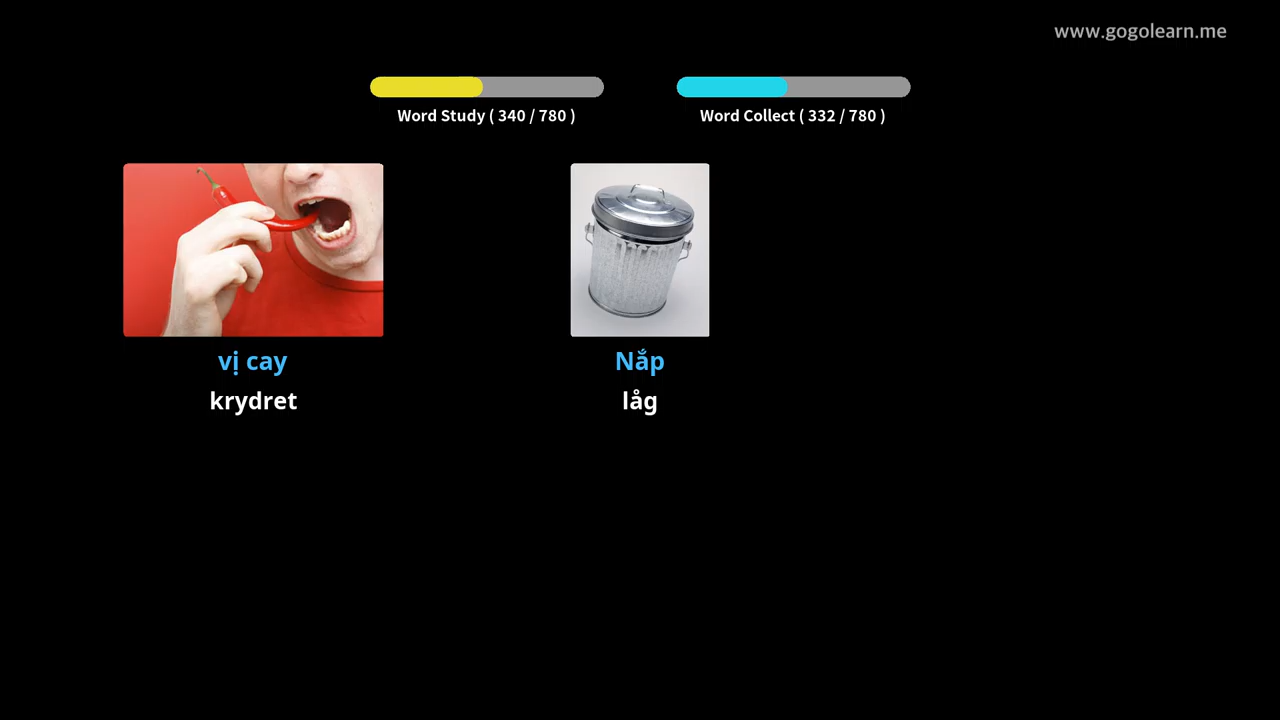 www.gogolearn.me
Word Study ( 340 / 780 )
Word Collect ( 332 / 780 )
vị cay
krydret
Nắp
låg